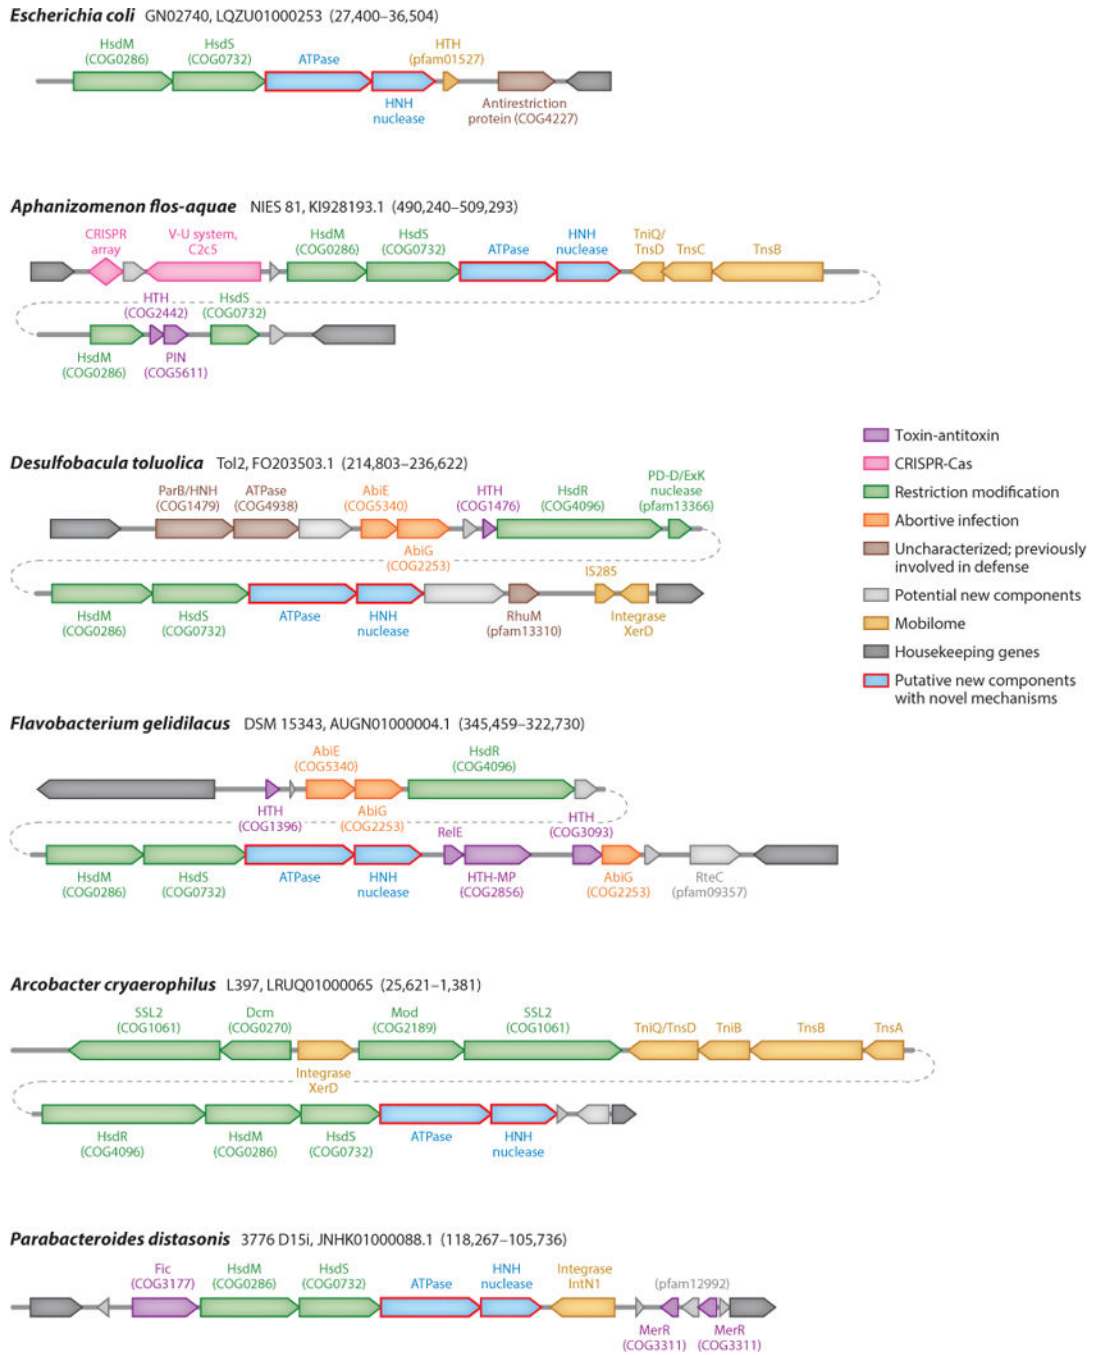 Escherichia coli GN02740, LQZU01000253 (27,400–36,504)
HsdM
(COG0286)
HsdS
(COG0732)
ATPase
HTH
(pfam01527)
HNH
nuclease
Antirestriction
protein (COG4227)
Aphanizomenon flos-aquae NIES 81, KI928193.1 (490,240–509,293)
CRISPR
array
V-U system,
C2c5
HsdM
(COG0286)
HsdS
(COG0732)
ATPase
HNH
nuclease
TniQ/
TnsD
TnsC
TnsB
HTH
(COG2442)
HsdS
(COG0732)
HsdM
(COG0286)
PIN
(COG5611)
Desulfobacula toluolica Tol2, FO203503.1 (214,803–236,622)
ParB/HNH
(COG1479)
ATPase
(COG4938)
AbiE
(COG5340)
HTH
(COG1476)
HsdR
(COG4096)
PD-D/ExK
nuclease
(pfam13366)
AbiG
(COG2253)
IS285
HsdM
(COG0286)
HsdS
(COG0732)
ATPase
HNH
nuclease
RhuM
(pfam13310)
Integrase
XerD
Toxin-antitoxin
CRISPR-Cas
Restriction modification
Abortive infection
Uncharacterized; previously
involved in defense
Potential new components
Mobilome
Housekeeping genes
Putative new components
with novel mechanisms
Flavobacterium gelidilacus DSM 15343, AUGN01000004.1 (345,459–322,730)
AbiE
(COG5340)
HsdR
(COG4096)
HTH
(COG1396)
AbiG
(COG2253)
RelE
HTH
(COG3093)
HsdM
(COG0286)
HsdS
(COG0732)
ATPase
HNH
nuclease
HTH-MP
(COG2856)
AbiG
(COG2253)
RteC
(pfam09357)
Arcobacter cryaerophilus L397, LRUQ01000065 (25,621–1,381)
SSL2
(COG1061)
Dcm
(COG0270)
Mod
(COG2189)
SSL2
(COG1061)
TniQ/TnsD
TniB
TnsB
TnsA
Integrase
XerD
HsdR
(COG4096)
HsdM
(COG0286)
HsdS
(COG0732)
ATPase
HNH
nuclease
Parabacteroides distasonis 3776 D15i, JNHK01000088.1 (118,267–105,736)
Fic
(COG3177)
HsdM
(COG0286)
HsdS
(COG0732)
ATPase
HNH
nuclease
Integrase
IntN1
(pfam12992)
MerR
(COG3311)
MerR
(COG3311)